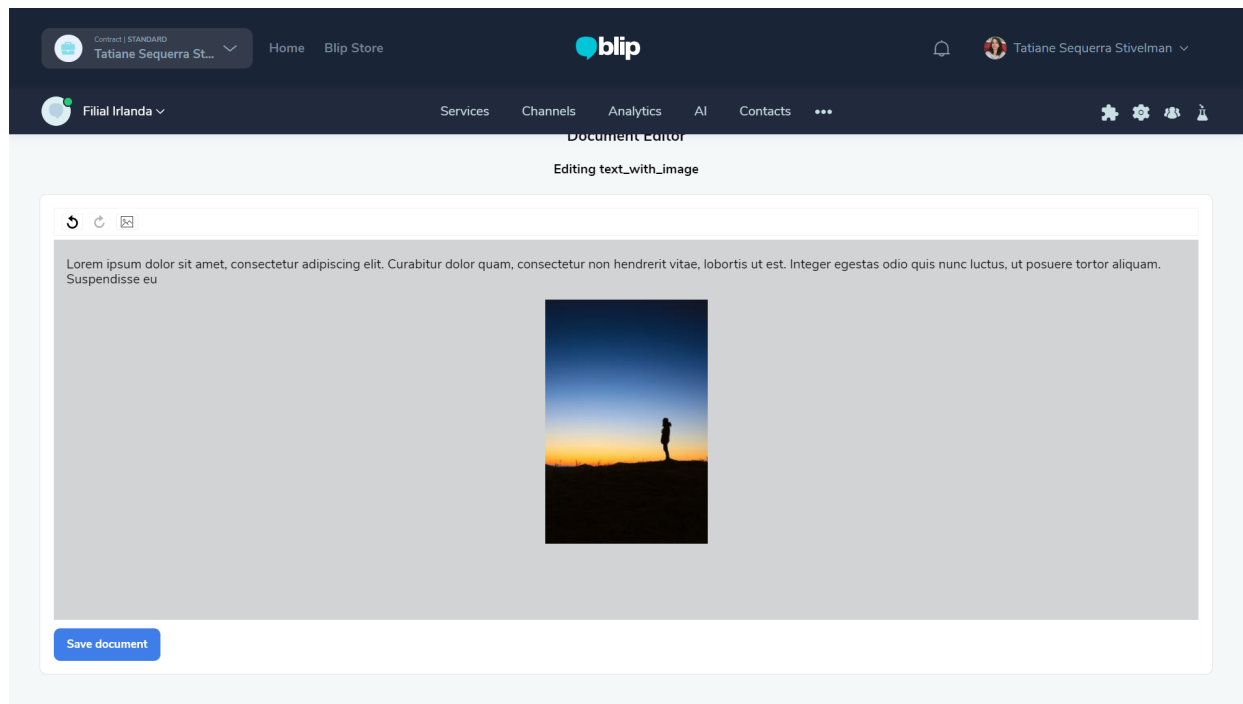 Contract | STANDARD
Tatiane Sequerra St...
Home
Blip Store
blip
Tatiane Sequerra Stivelman
Filial Irlanda
Services
Channels
Analytics
AI
Contacts
Document Editor
Editing text_with_image
Lorem ipsum dolor sit amet, consectetur adipiscing elit. Curabitur dolor quam, consectetur non hendrerit vitae, lobortis ut est. Integer egestas odio quis nunc luctus, ut posuere tortor aliquam.
Suspendisse eu
Save document